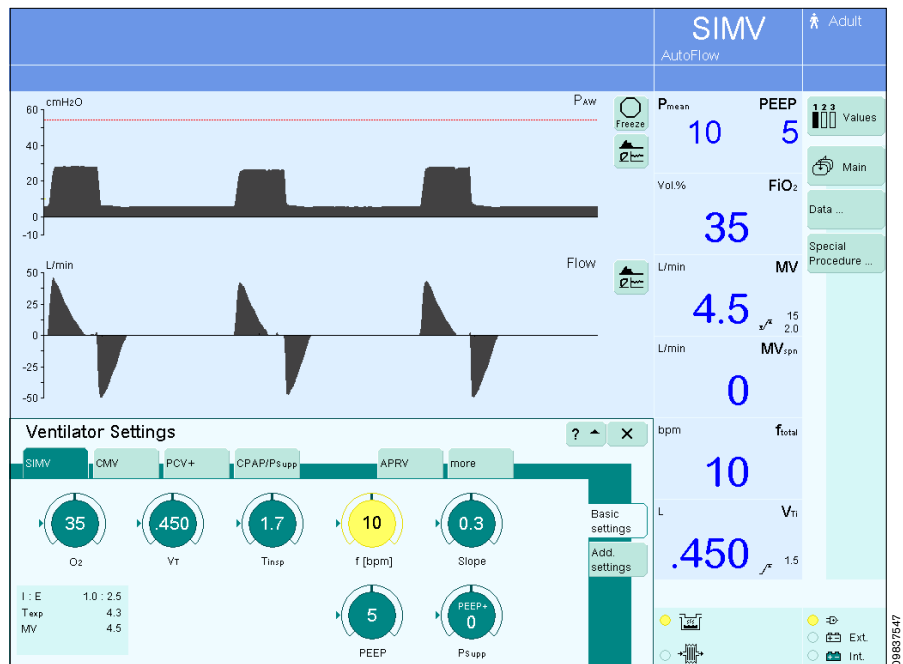 SIMV
AutoFlow
Adult
cmH2O
PAW
60
40
20
0
-10
Freeze
L/min
Flow
50
25
0
-25
-50
Pmean
PEEP
10
5
Vol.%
FiO2
35
L/min
MV
4.5
15
2.0
L/min
MVspn
0
bpm
ftotal
10
L
VTi
.450
1.5
1 2 3
Values
Main
Data ...
Special
Procedure ...
Ventilator Settings
?
X
SIMV
CMV
PCV+
CPAP/Psupp
APRV
more
35
.450
1.7
10
0.3
O2
VT
Tinsp
f [bpm]
Slope
Basic
settings
Add.
settings
I : E 1.0 : 2.5
Texp 4.3
MV 4.5
5
PEEP+
0
PEEP
Psupp
Ext.
Int.